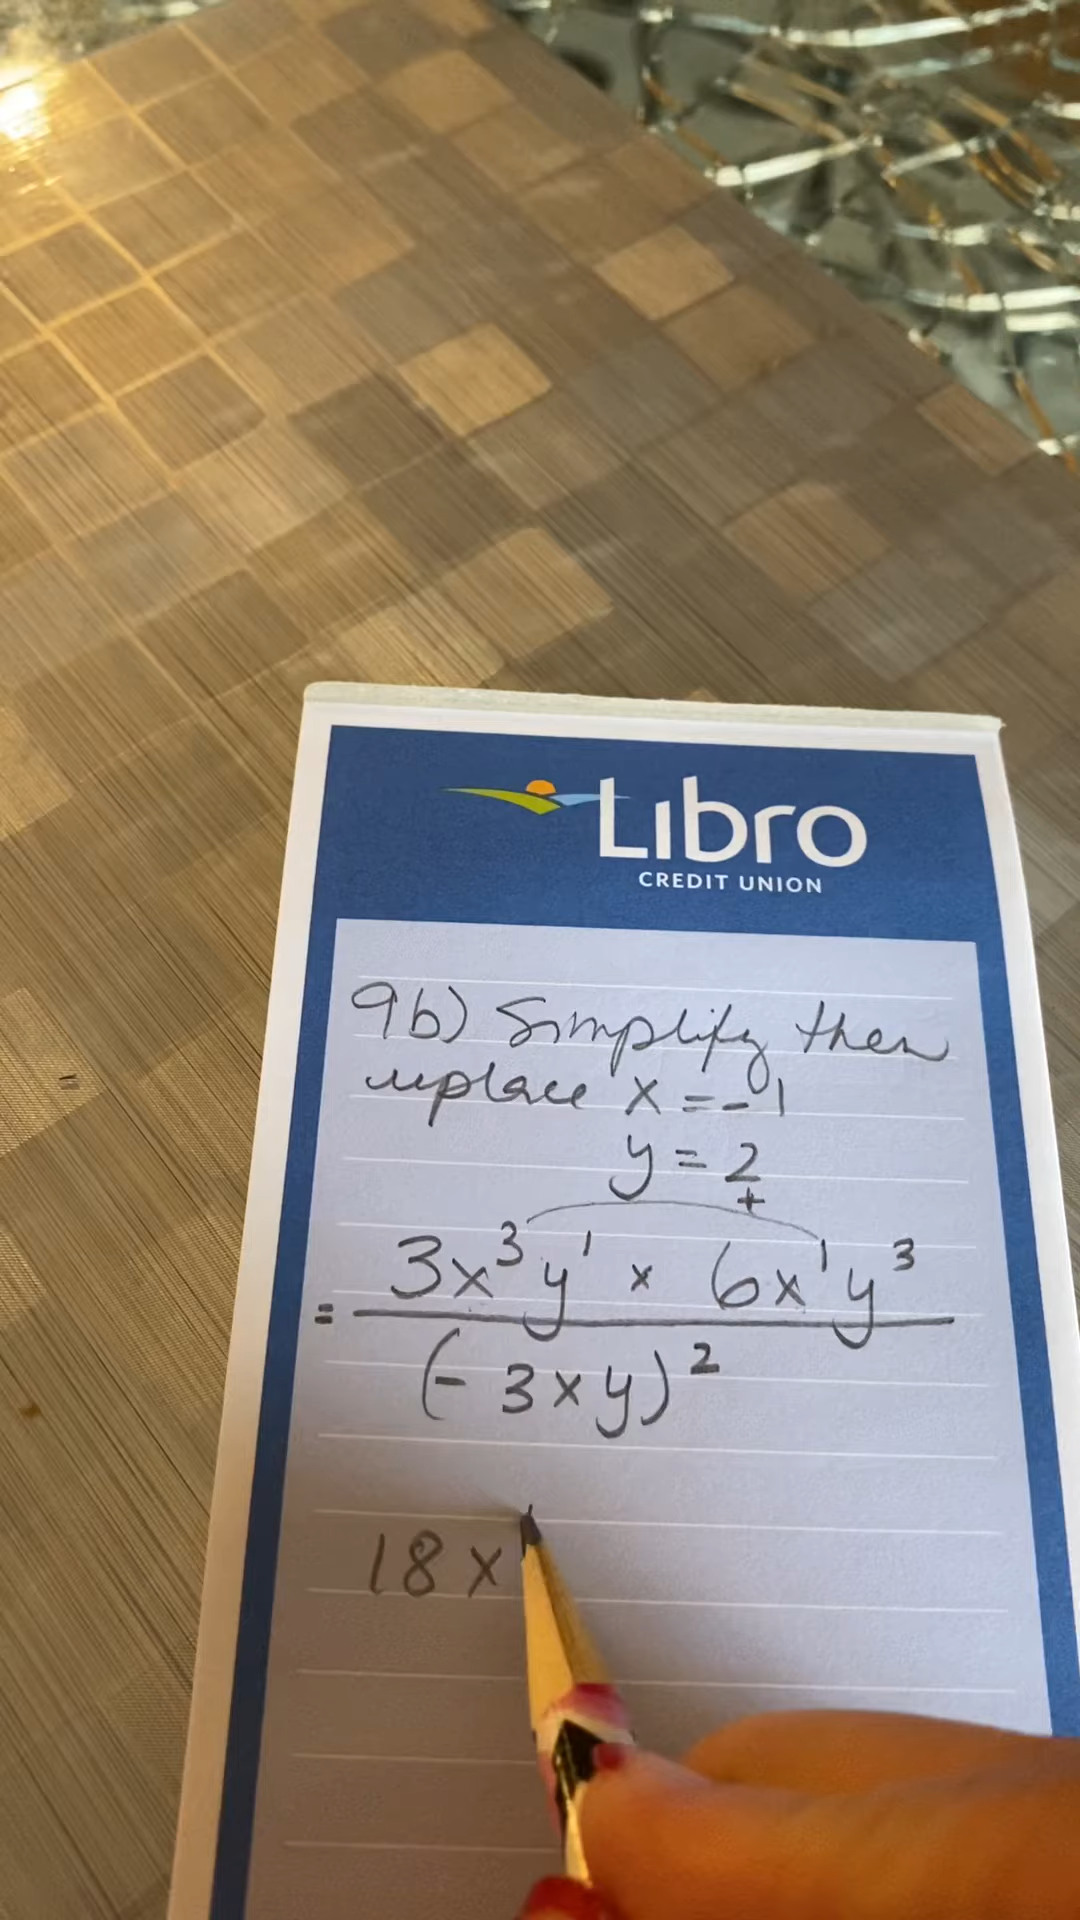 Libro
CREDIT UNION
9b) Simplify then
replace x = -1
y = 2
+
3x³y¹ x 6x¹y³
=
(-3xy)²
18x